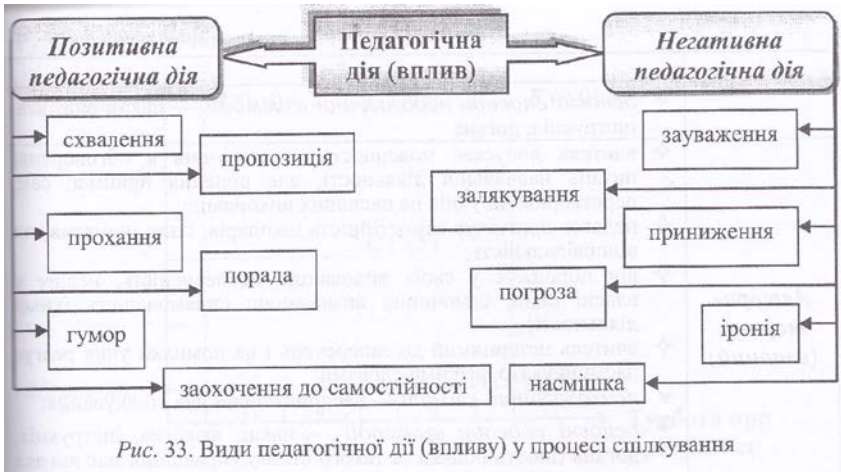 Позитивна
педагогічна дія
Педагогічна
дія (вплив)
Негативна
педагогічна дія
схвалення
пропозиція
прохання
порада
гумор
заохочення до самостійності
зауваження
залякування
приниження
погроза
іронія
насмішка
Рис. 33. Види педагогічної дії (впливу) у процесі спілкування